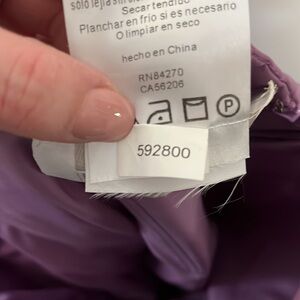 Secar tendido
Planchar en frío si es necesario
O limpiar en seco
hecho en China
RN84270
CA56206
P
592800